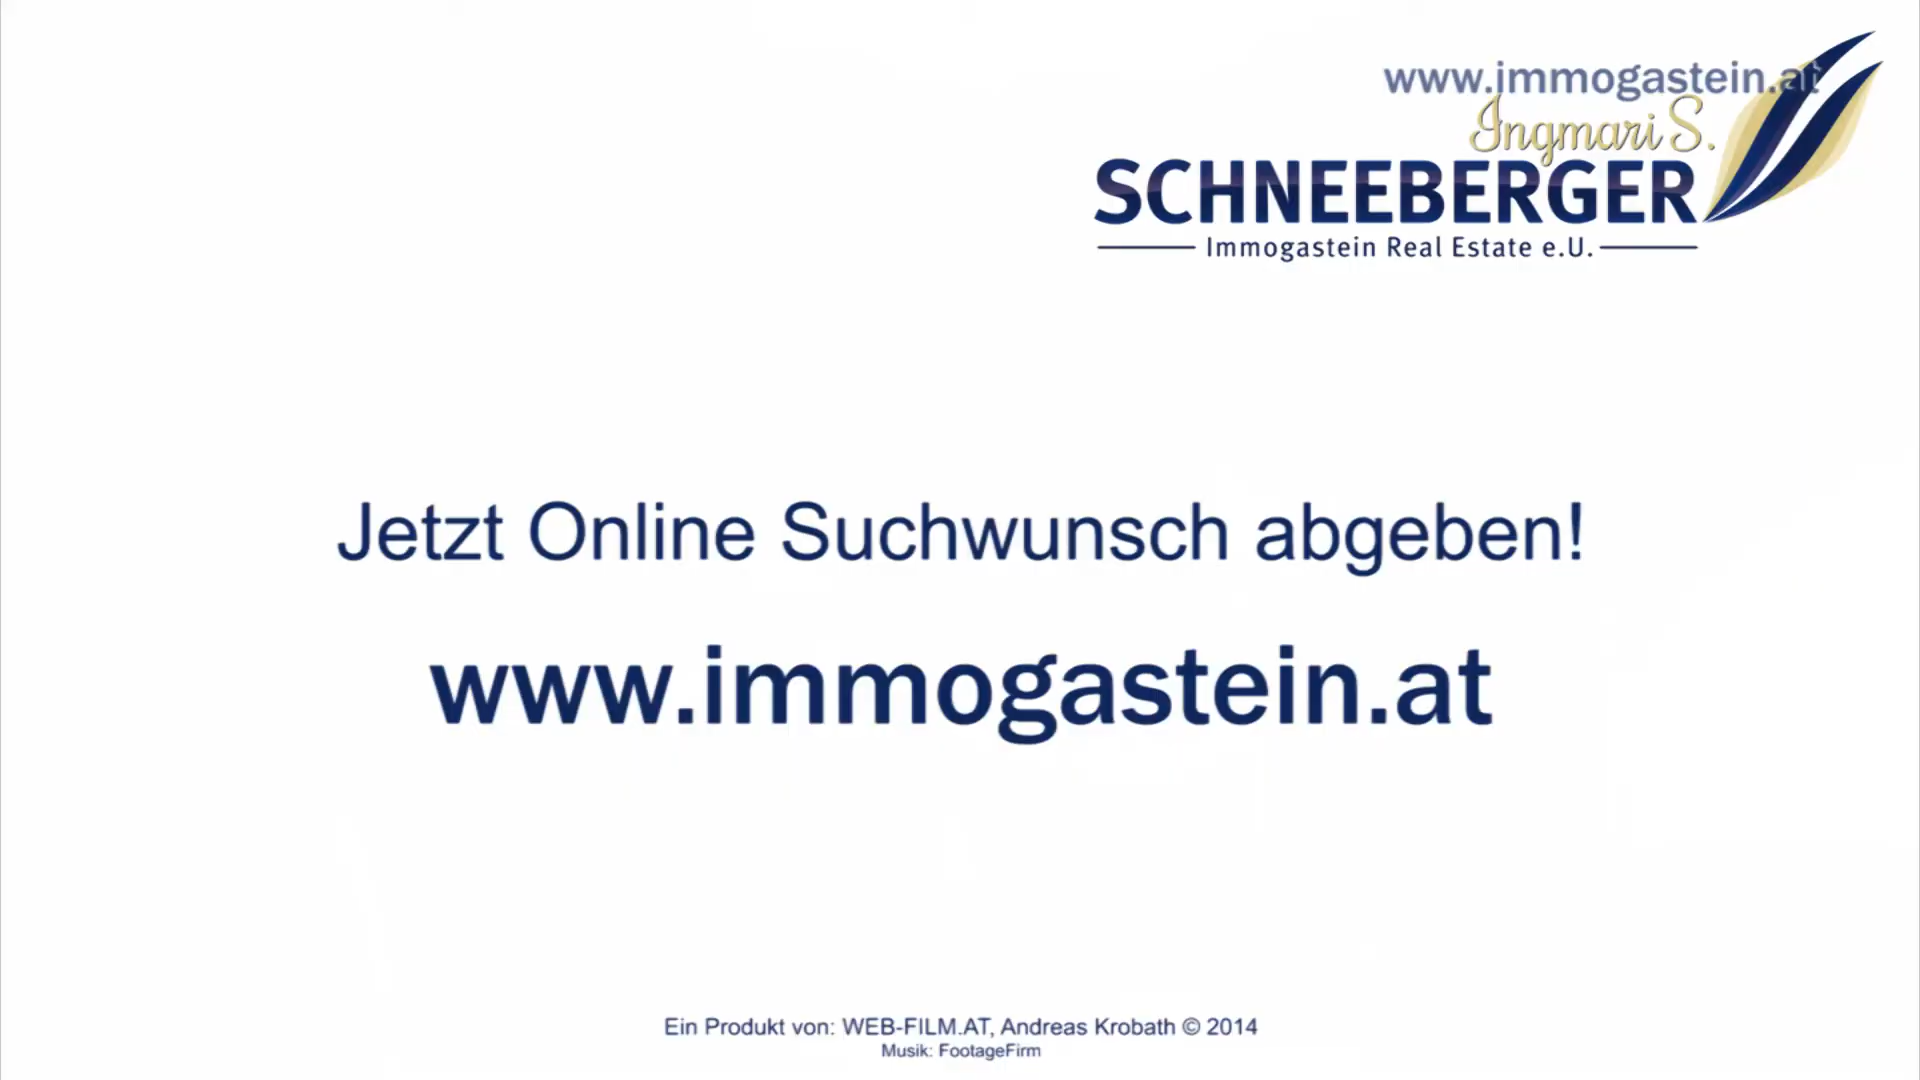 www.immogastein.at
Ingmari S.
SCHNEEBERGER
Immogastein Real Estate e.U.
Jetzt Online Suchwunsch abgeben!
www.immogastein.at
Ein Produkt von: WEB-FILM.AT, Andreas Krobath © 2014
Musik: FootageFirm